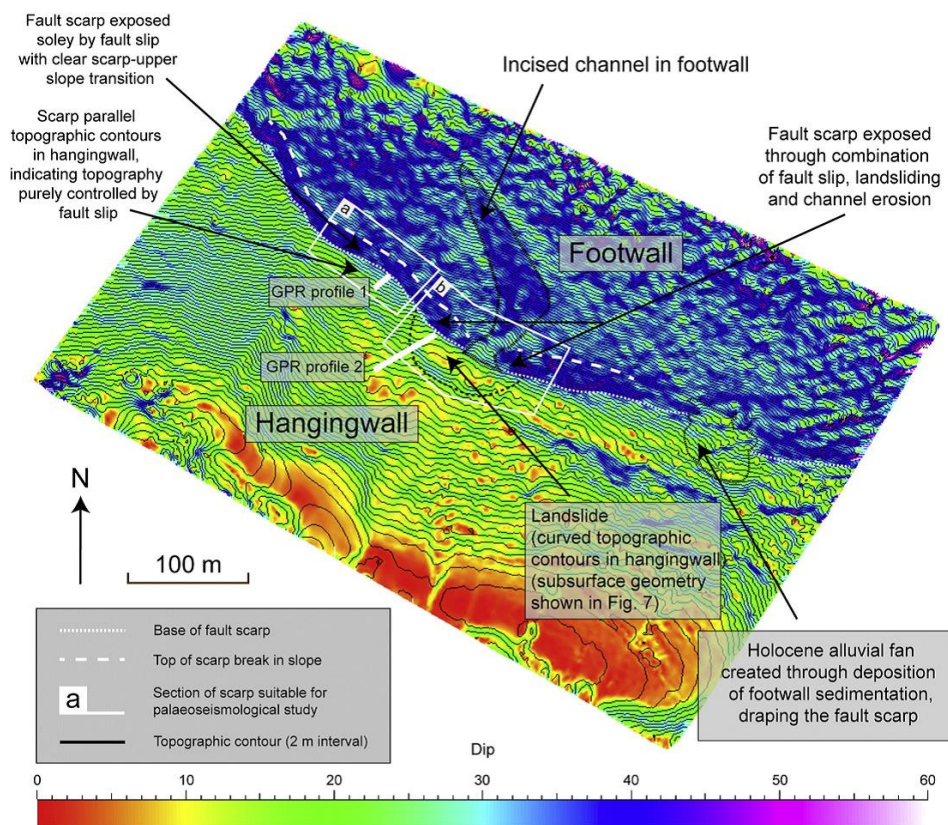 Fault scarp exposed
soley by fault slip
with clear scarp-upper
slope transition
Scarp parallel
topographic contours
in hangingwall,
indicating topography
purely controlled by
fault slip
Incised channel in footwall
Fault scarp exposed
through combination
of fault slip, landsliding
and channel erosion
Footwall
a
b
GPR profile 1
GPR profile 2
Hangingwall
N
100 m
Landslide
(curved topographic
contours in hangingwall)
(subsurface geometry
shown in Fig. 7)
Holocene alluvial fan
created through deposition
of footwall sedimentation,
draping the fault scarp
Base of fault scarp
Top of scarp break in slope
a
Section of scarp suitable for
palaeoseismological study
Topographic contour (2 m interval)
Dip
0 10 20 30 40 50 60